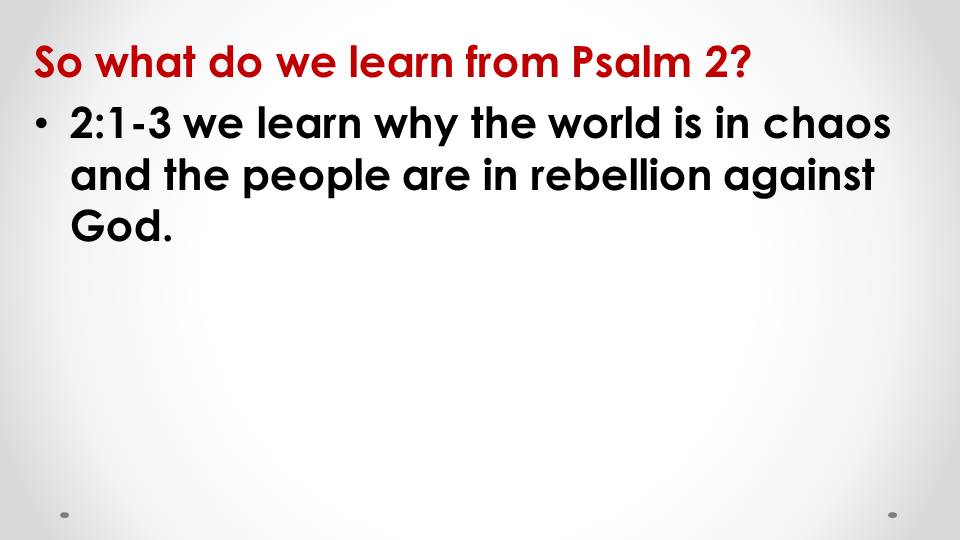 So what do we learn from Psalm 2?
• 2:1-3 we learn why the world is in chaos
and the people are in rebellion against
God.